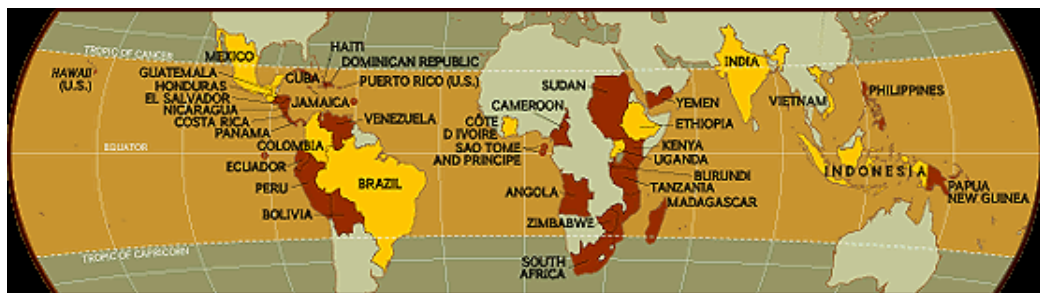 TROPIC OF CANCER
HAWAII
(U.S.)
MEXICO
GUATEMALA
HONDURAS
EL SALVADOR
NICARAGUA
COSTA RICA
PANAMA
CUBA
HAITI
DOMINICAN REPUBLIC
PUERTO RICO (U.S.)
JAMAICA
VENEZUELA
COLOMBIA
EQUATOR
ECUADOR
PERU
BRAZIL
BOLIVIA
TROPIC OF CAPRICORN
SUDAN
CAMEROON
CÔTE
D IVOIRE
SAO TOME
AND PRINCIPE
ANGOLA
ZIMBABWE
SOUTH
AFRICA
YEMEN
ETHIOPIA
KENYA
UGANDA
BURUNDI
TANZANIA
MADAGASCAR
INDIA
VIETNAM
PHILIPPINES
INDONESIA
PAPUA
NEW GUINEA